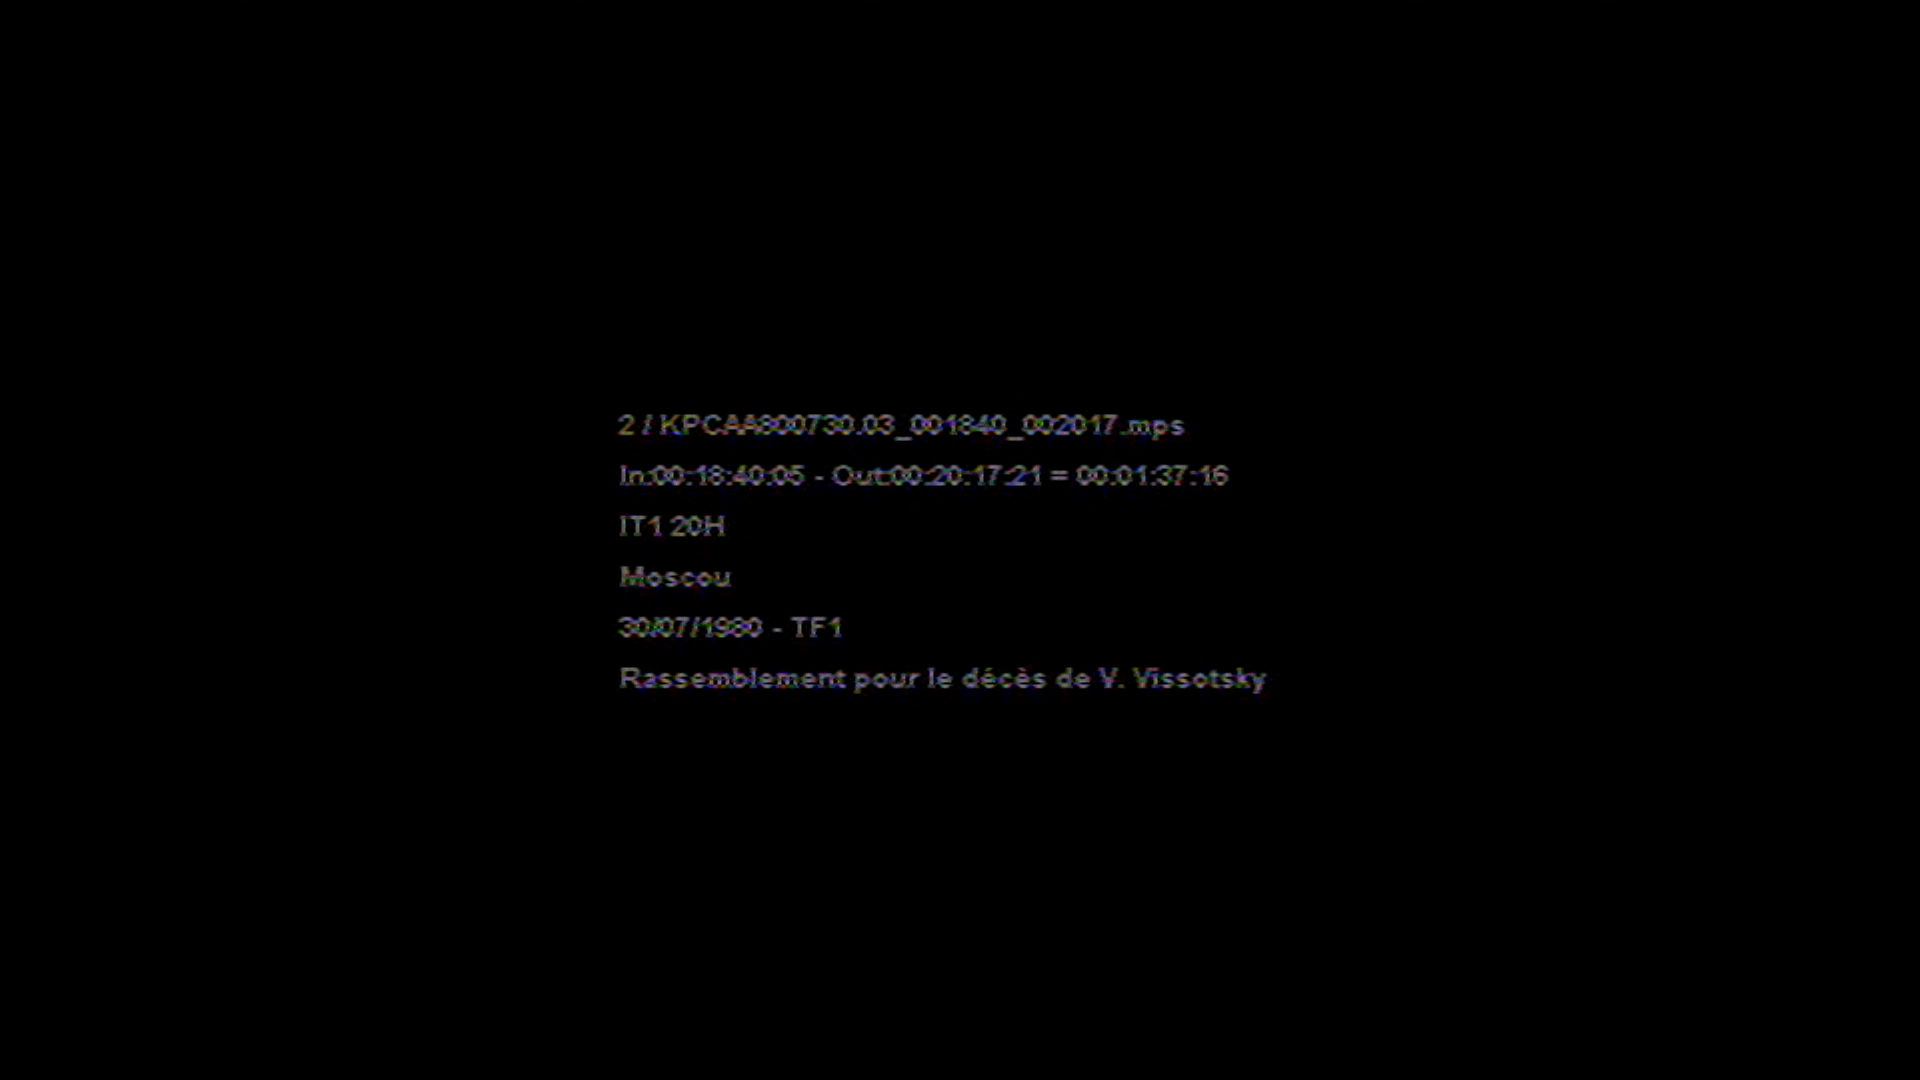 2 / KPCAA800730.03_001840_002017.mps
In:00:18:40:05 - Out:00:20:17:21 = 00:01:37:16
IT1 20H
Moscou
30/07/1980 - TF1
Rassemblement pour le décès de V. Vissotsky